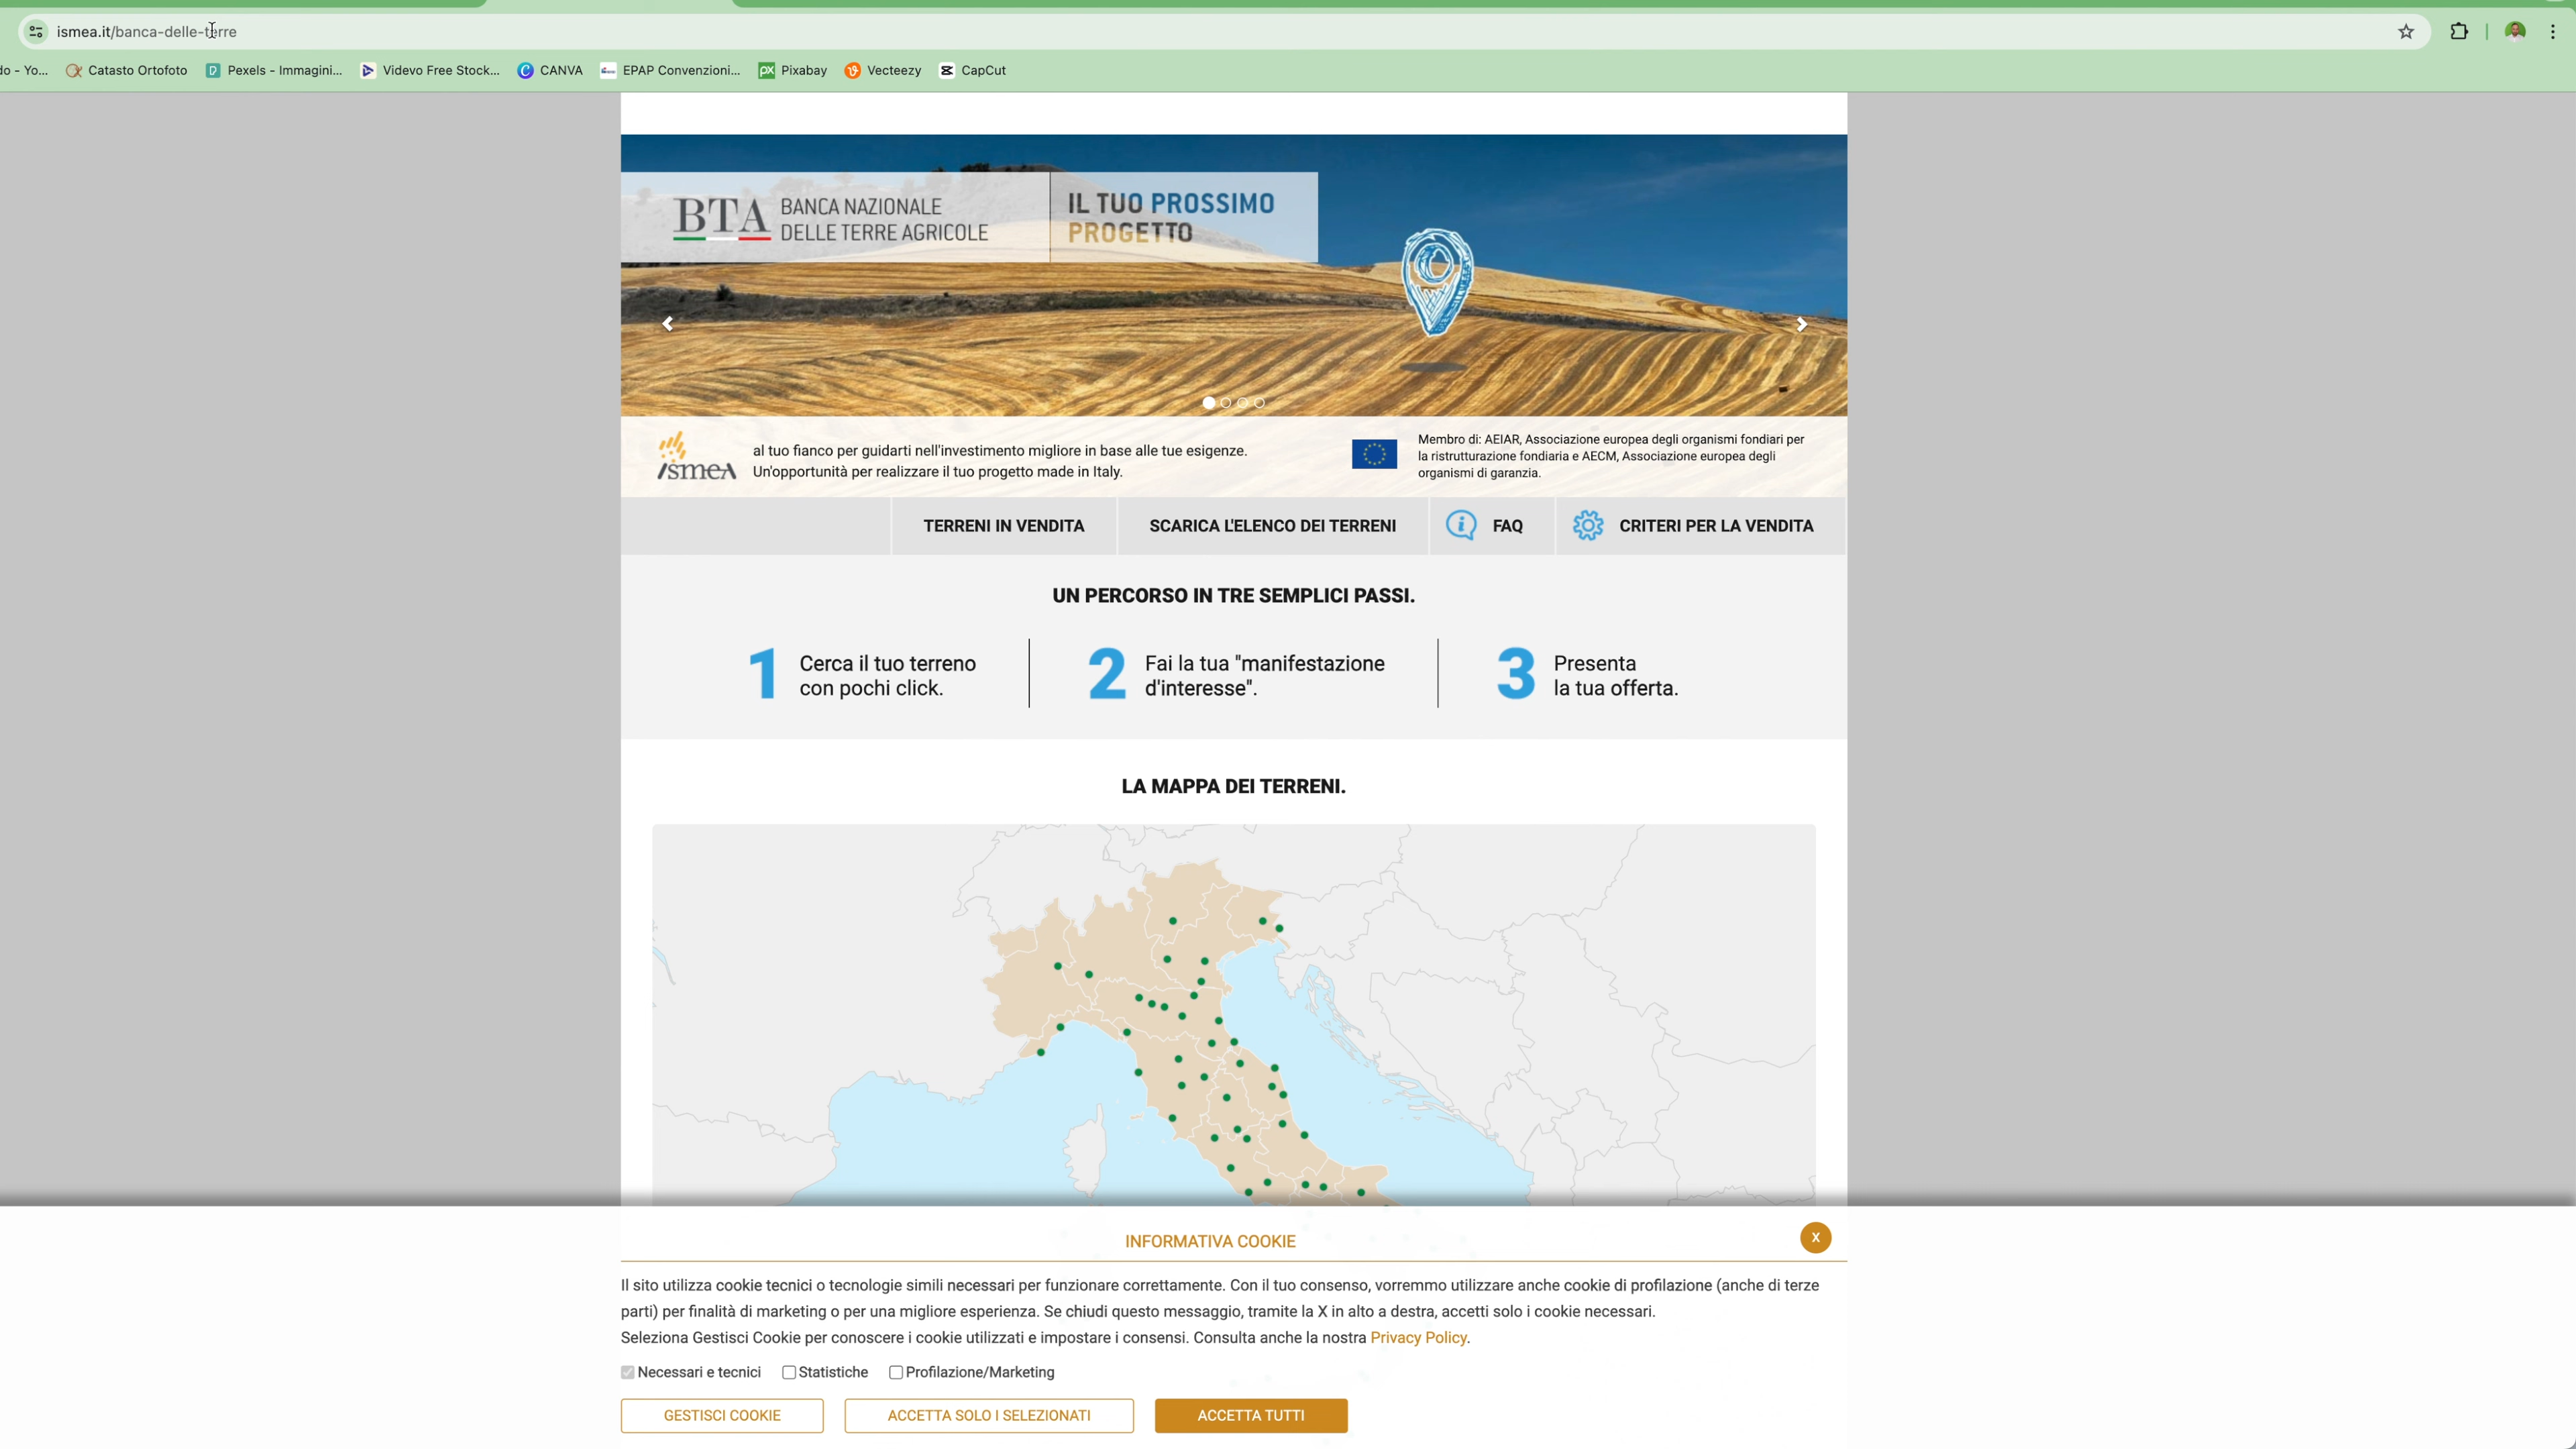 ismea.it/banca-delle-terre
do - Yo...
Catasto Ortofoto
Pexels - Immagini...
Videvo Free Stock...
CANVA
EPAP Convenzioni...
Pixabay
Vecteezy
CapCut
BTA
BANCA NAZIONALE
DELLE TERRE AGRICOLE
IL TUO PROSSIMO
PROGETTO
ismea
al tuo fianco per guidarti nell'investimento migliore in base alle tue esigenze.
Un'opportunità per realizzare il tuo progetto made in Italy.
Membro di: AEIAR, Associazione europea degli organismi fondiari per
la ristrutturazione fondiaria e AECM, Associazione europea degli
organismi di garanzia.
TERRENI IN VENDITA
SCARICA L'ELENCO DEI TERRENI
FAQ
CRITERI PER LA VENDITA
UN PERCORSO IN TRE SEMPLICI PASSI.
1
Cerca il tuo terreno
con pochi click.
2
Fai la tua "manifestazione
d'interesse".
3
Presenta
la tua offerta.
LA MAPPA DEI TERRENI.
INFORMATIVA COOKIE
X
Il sito utilizza cookie tecnici o tecnologie simili necessari per funzionare correttamente. Con il tuo consenso, vorremmo utilizzare anche cookie di profilazione (anche di terze
parti) per finalità di marketing o per una migliore esperienza. Se chiudi questo messaggio, tramite la X in alto a destra, accetti solo i cookie necessari.
Seleziona Gestisci Cookie per conoscere i cookie utilizzati e impostare i consensi. Consulta anche la nostra Privacy Policy.
Necessari e tecnici
Statistiche
Profilazione/Marketing
GESTISCI COOKIE
ACCETTA SOLO I SELEZIONATI
ACCETTA TUTTI